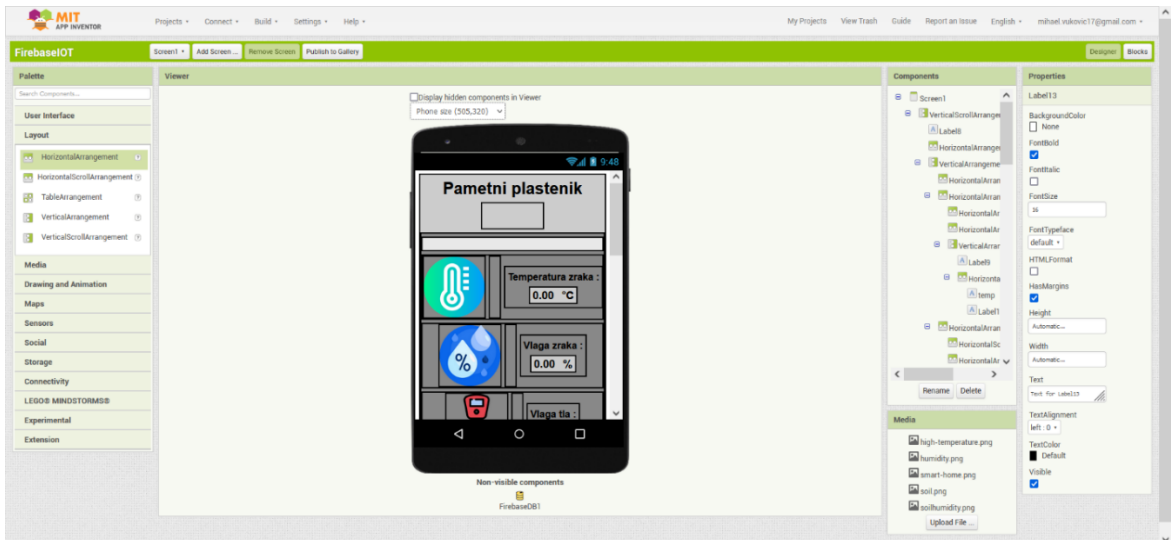 MIT
APP INVENTOR
Projects Connect Build Settings Help
My Projects View Trash Guide Report an Issue English mihael.vukovic17@gmail.com
FirebaseIOT
Screen1 Add Screen ... Remove Screen Publish to Gallery
Designer Blocks
Palette
Search Components...
User Interface
Layout
HorizontalArrangement ?
HorizontalScrollArrangement ?
TableArrangement ?
VerticalArrangement ?
VerticalScrollArrangement ?
Media
Drawing and Animation
Maps
Sensors
Social
Storage
Connectivity
LEGO® MINDSTORMS®
Experimental
Extension
Viewer
Display hidden components in Viewer
Phone size (505,320)
9:48
Pametni plastenik
Temperatura zraka :
0.00 °C
%
Vlaga zraka :
0.00 %
Vlaga tla :
Non-visible components
FirebaseDB1
Components
Screen1
VerticalScrollArrangen
A Label8
HorizontalArranger
VerticalArrangeme
HorizontalArran
HorizontalArran
HorizontalAr
HorizontalAr
VerticalArrar
A Label9
Horizonta
A temp
A Label1
HorizontalArran
HorizontalSc
HorizontalAr
Rename Delete
Media
high-temperature.png
humidity.png
smart-home.png
soil.png
soilhumidity.png
Upload File ...
Properties
Label13
BackgroundColor
None
FontBold
FontItalic
FontSize
16
FontTypeface
default
HTMLFormat
HasMargins
Height
Automatic...
Width
Automatic...
Text
Text for Label13
TextAlignment
left : 0
TextColor
Default
Visible